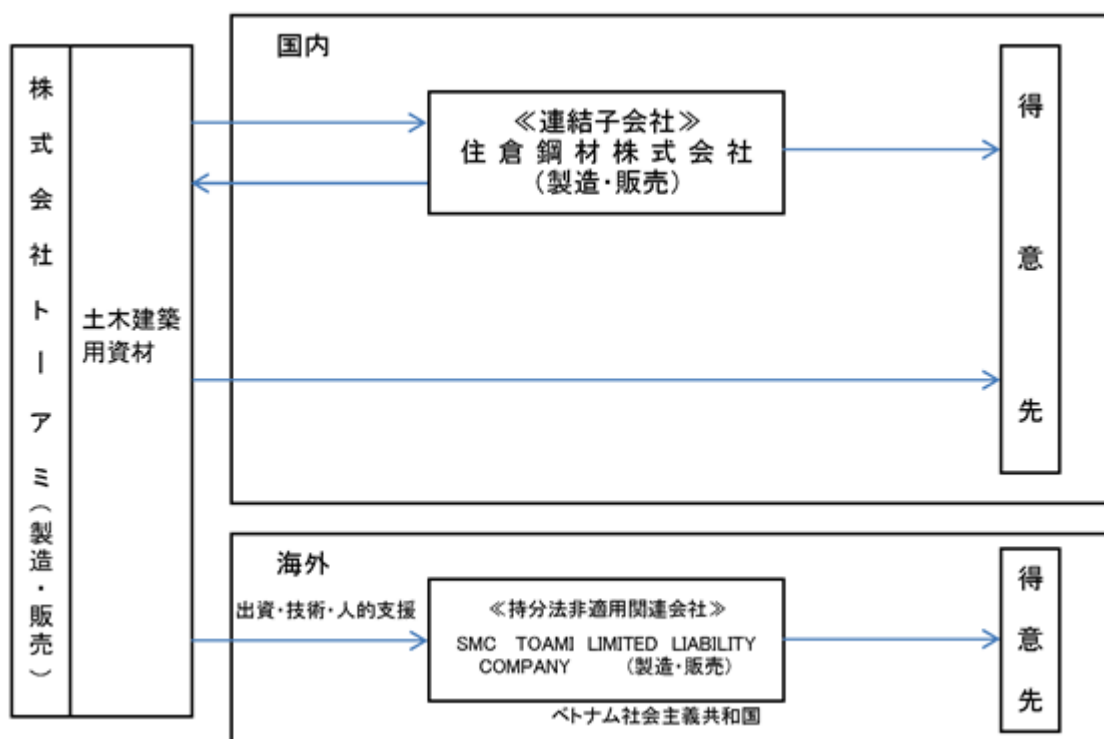 株式会社トーアミ(製造・販売)
土木建築
用資材
国内
≪連結子会社≫
住倉鋼材株式会社
(製造・販売)
得意先
海外
出資・技術・人的支援
≪持分法非適用関連会社≫
SMC TOAMI LIMITED LIABILITY
COMPANY (製造・販売)
ベトナム社会主義共和国
得意先